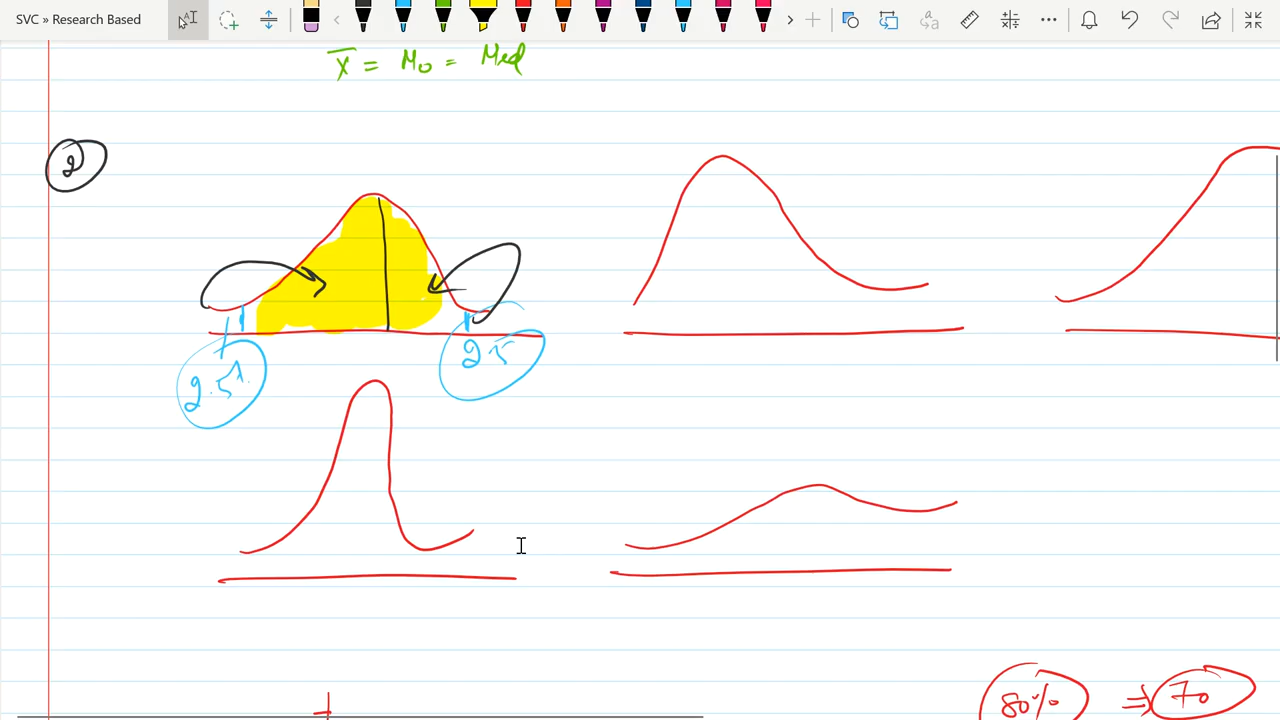 SVC » Research Based
X̄ = Mo = Med
2
2.5%
2 5
80% ⇒ 70